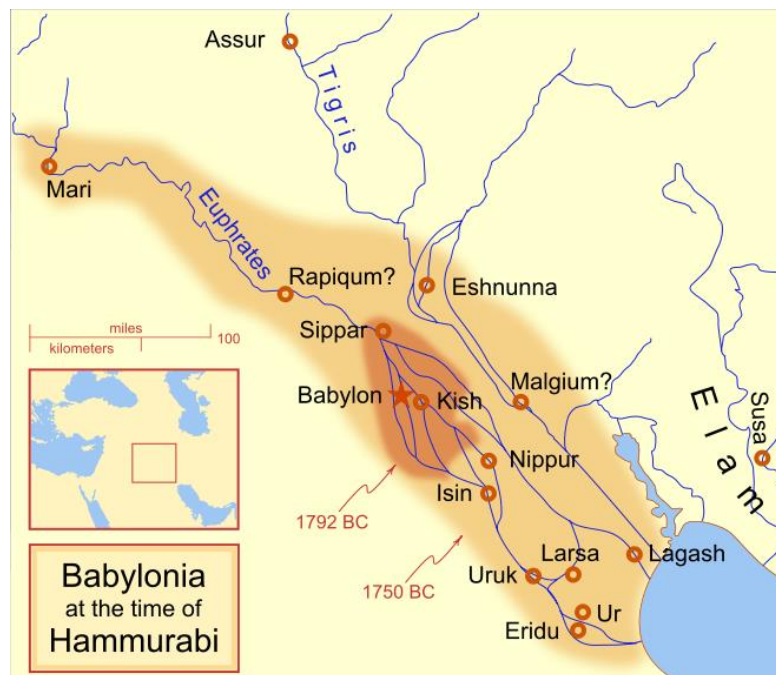 Assur
Tigris
Mari
Euphrates
Rapiqum?
Eshnunna
Sippar
miles
kilometers
100
Babylon
Kish
Malgium?
Susa
Elam
Nippur
Isin
1792 BC
Larsa
Lagash
Uruk
1750 BC
Ur
Eridu
Babylonia
at the time of
Hammurabi